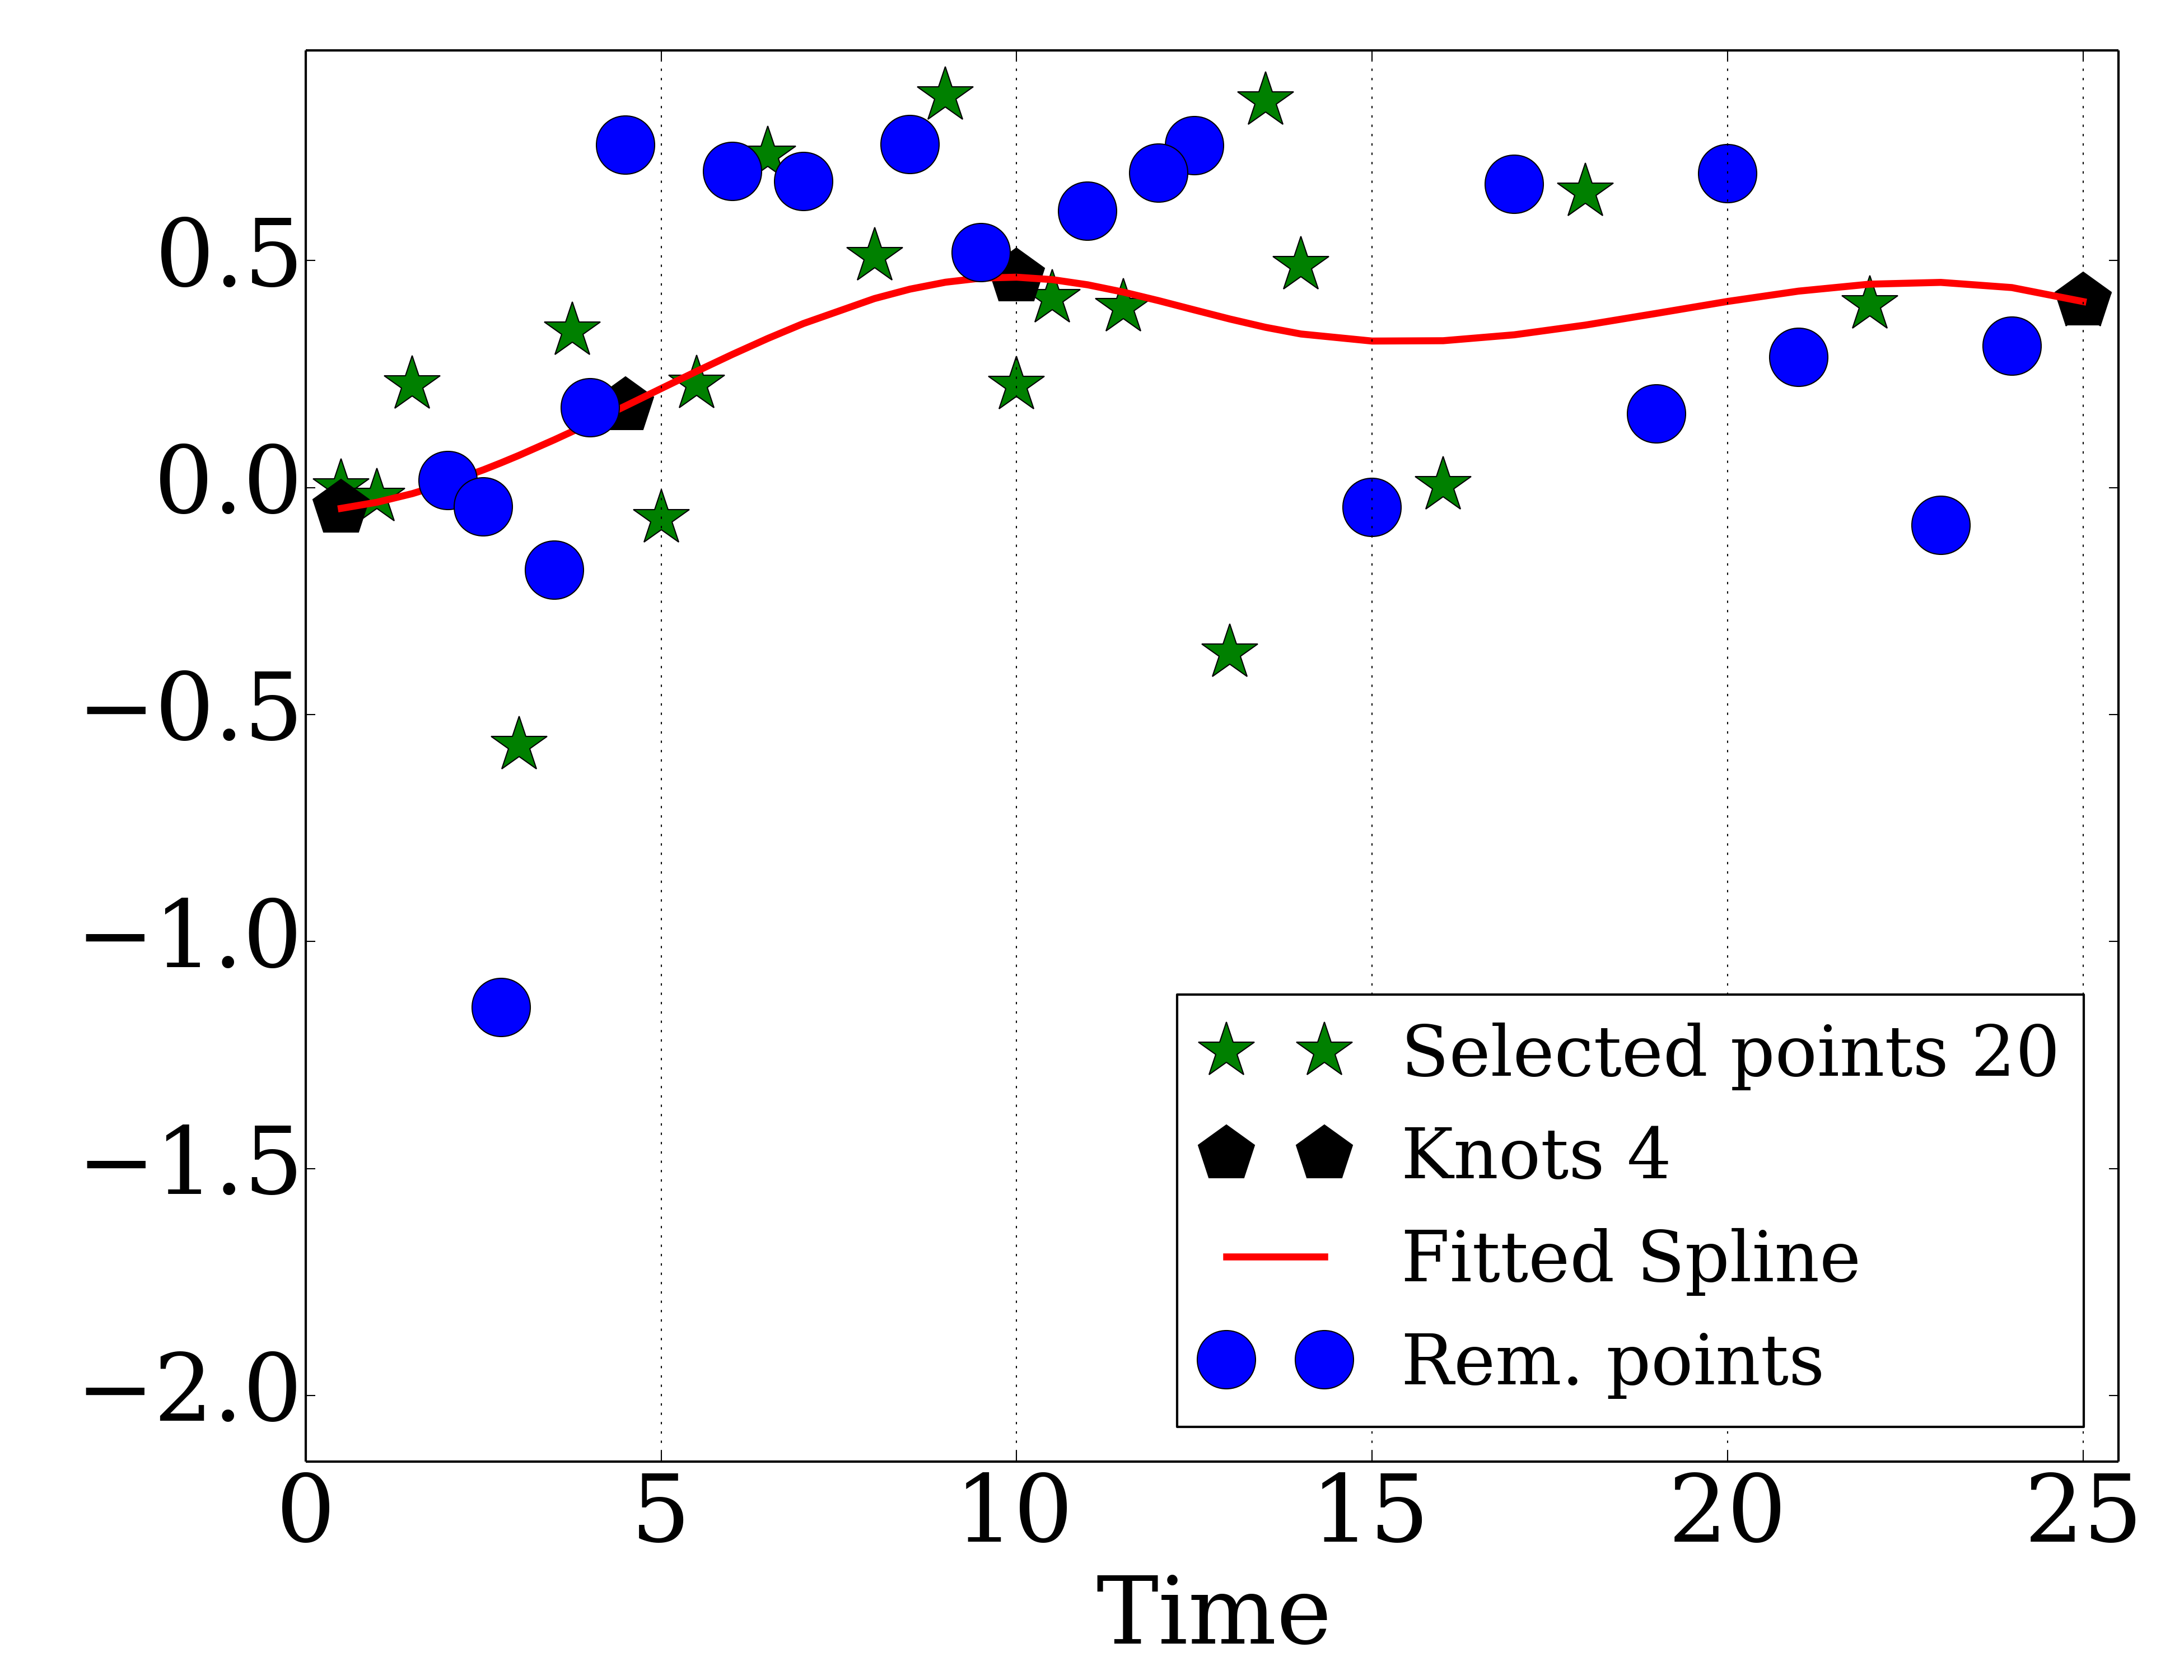 0.5
0.0
−0.5
−1.0
−1.5
−2.0
Selected points 20
Knots 4
Fitted Spline
Rem. points
0 5 10 15 20 25
Time